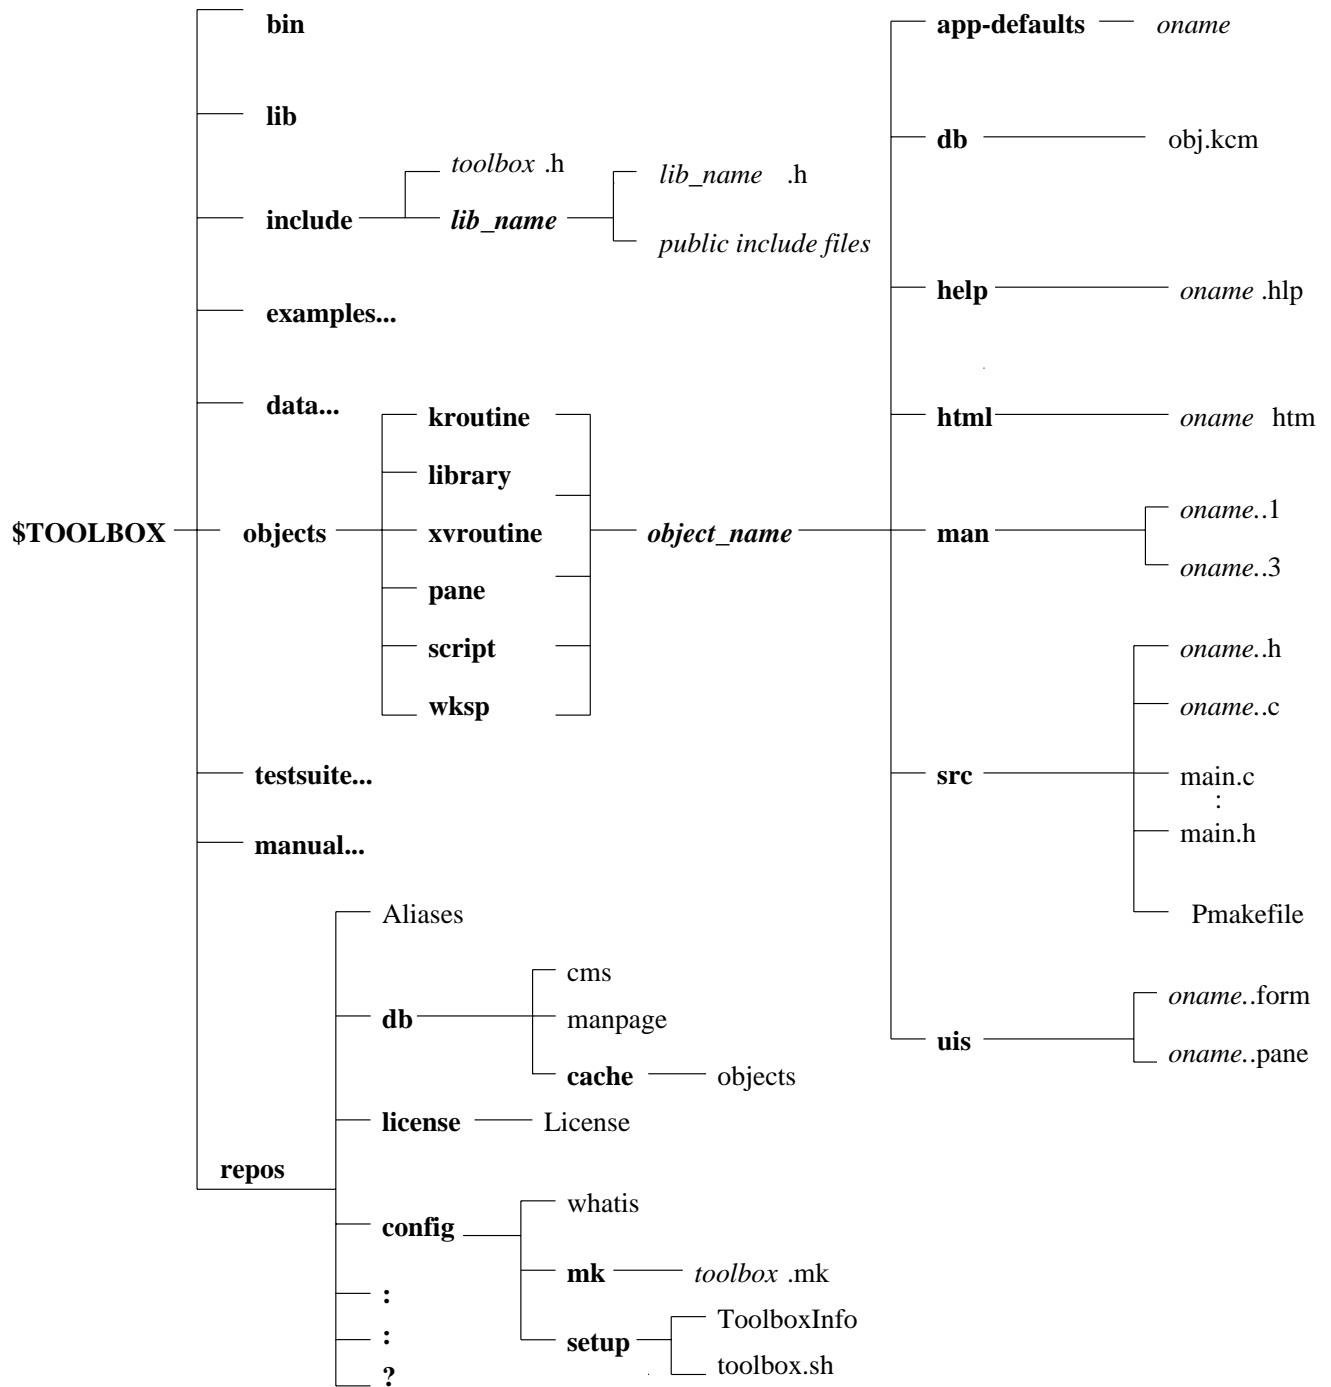 bin
lib
include
toolbox .h
lib_name
lib_name .h
public include files
examples...
data...
$TOOLBOX
objects
kroutine
library
xvroutine
pane
script
wksp
object_name
app-defaults
oname
db
obj.kcm
help
oname .hlp
html
oname htm
man
oname..1
oname..3
src
oname..h
oname..c
main.c
:
main.h
Pmakefile
uis
oname..form
oname..pane
testsuite...
manual...
repos
Aliases
db
cms
manpage
cache
objects
license
License
config
whatis
mk
toolbox .mk
setup
ToolboxInfo
toolbox.sh
:
:
?